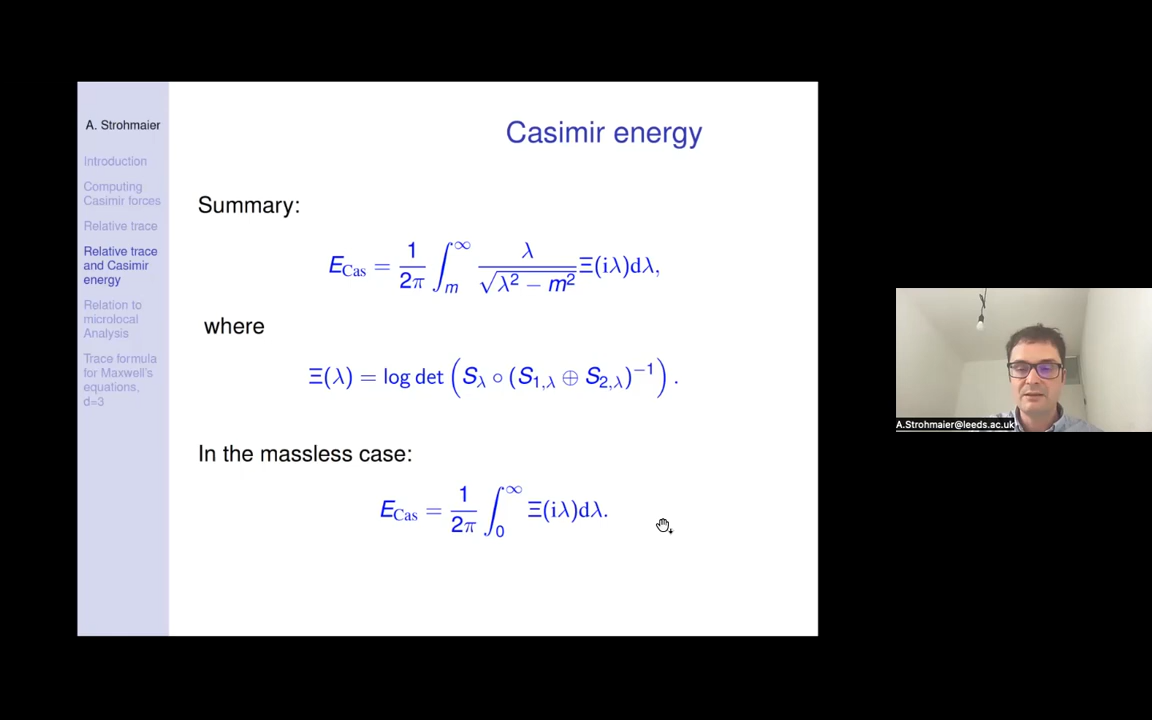 A. Strohmaier
Introduction
Computing
Casimir forces
Relative trace
Relative trace
and Casimir
energy
Relation to
microlocal
Analysis
Trace formula
for Maxwell's
equations,
d=3
Casimir energy
Summary:
E_Cas = 1/2π ∫_m^∞ λ/√(λ² − m²) Ξ(iλ)dλ,
where
Ξ(λ) = log det (S_λ ∘ (S_{1,λ} ⊕ S_{2,λ})^{−1}).
In the massless case:
E_Cas = 1/2π ∫_0^∞ Ξ(iλ)dλ.
A.Strohmaier@leeds.ac.uk